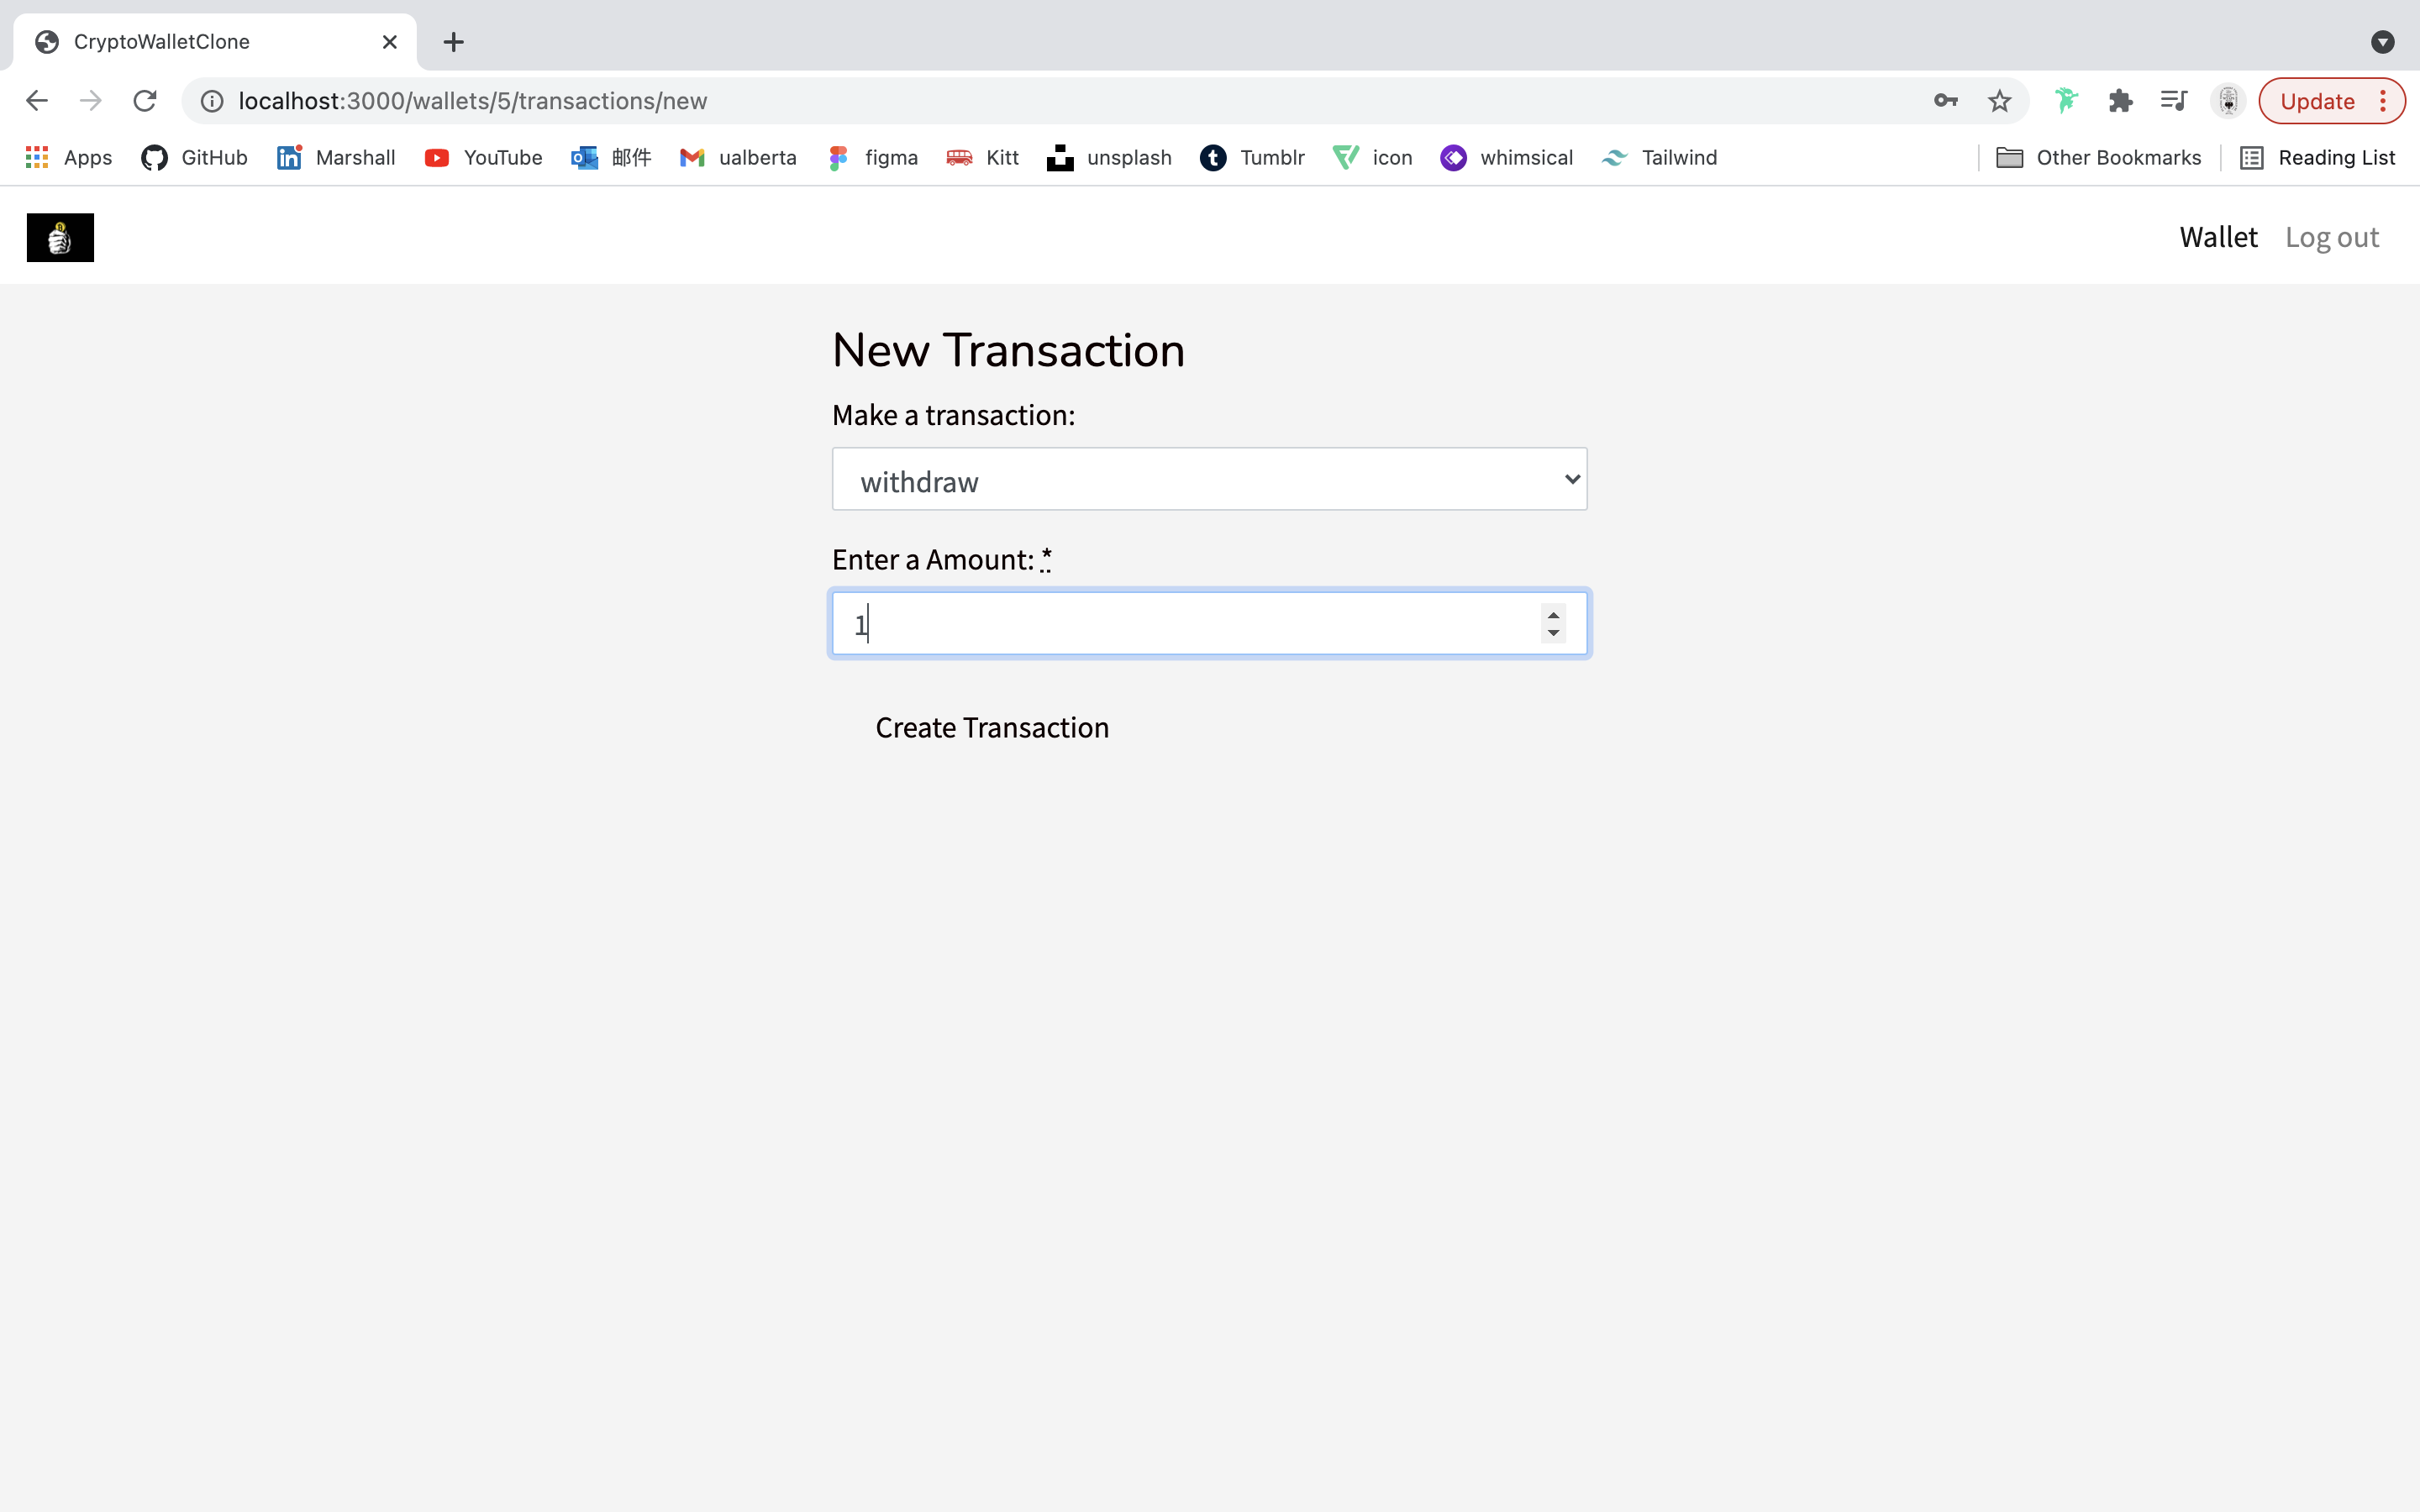 CryptoWalletClone
localhost:3000/wallets/5/transactions/new
Update
Apps GitHub Marshall YouTube 邮件 ualberta figma Kitt unsplash Tumblr icon whimsical Tailwind Other Bookmarks Reading List
Wallet Log out
New Transaction
Make a transaction:
withdraw
Enter a Amount: *
1
Create Transaction